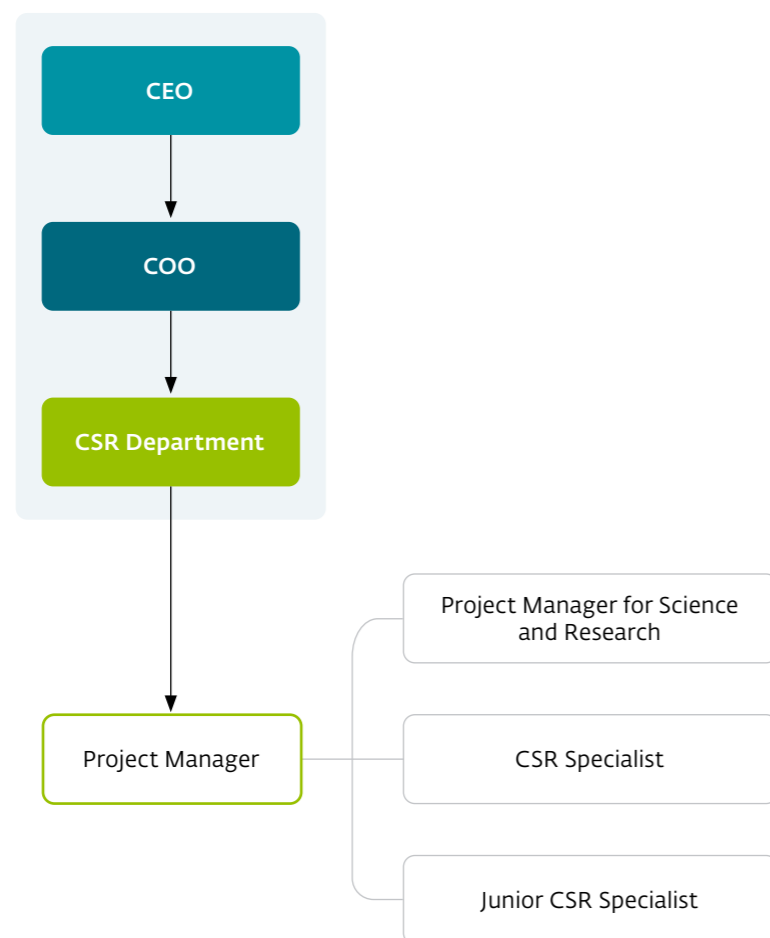 CEO
COO
CSR Department
Project Manager for Science
and Research
Project Manager
CSR Specialist
Junior CSR Specialist